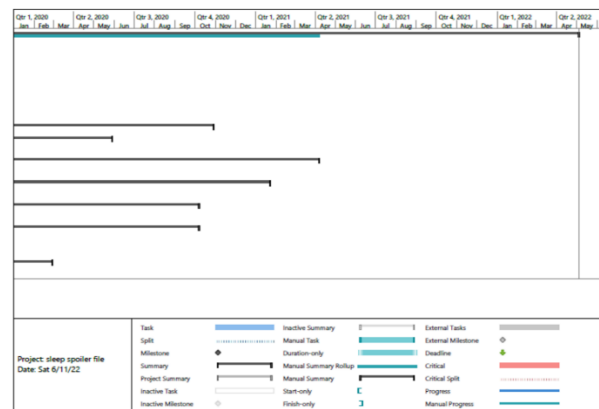 Qtr 1, 2020 Qtr 2, 2020 Qtr 3, 2020 Qtr 4, 2020 Qtr 1, 2021 Qtr 2, 2021 Qtr 3, 2021 Qtr 4, 2021 Qtr 1, 2022 Qtr 2, 2022
Jan Feb Mar Apr May Jun Jul Aug Sep Oct Nov Dec Jan Feb Mar Apr May Jun Jul Aug Sep Oct Nov Dec Jan Feb Mar Apr May
Project: sleep spoiler file
Date: Sat 6/11/22
Task
Split
Milestone
Summary
Project Summary
Inactive Task
Inactive Milestone
Inactive Summary
Manual Task
Duration-only
Manual Summary Rollup
Manual Summary
Start-only
Finish-only
External Tasks
External Milestone
Deadline
Critical
Critical Split
Progress
Manual Progress